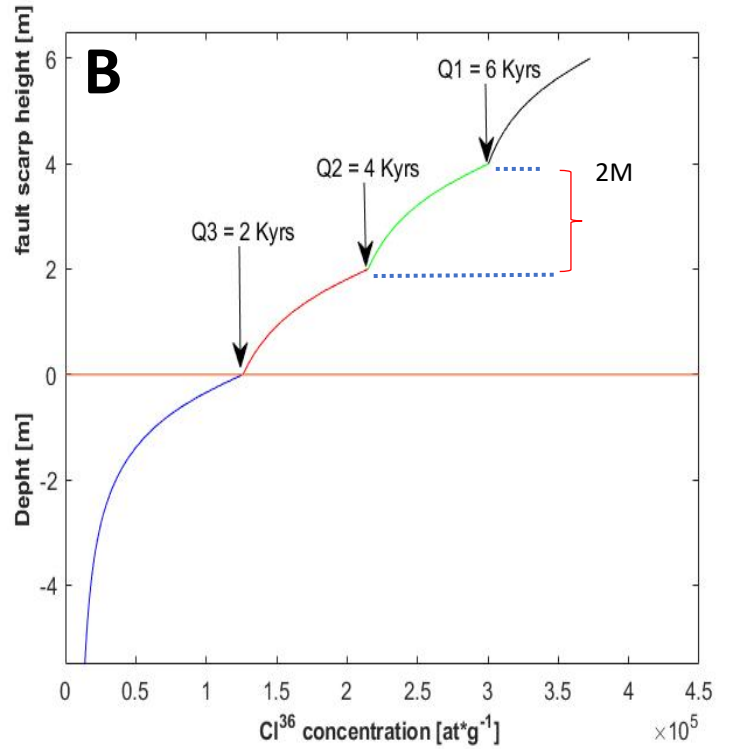 B
fault scarp height [m]
Depht [m]
6
4
2
0
-2
-4
Q1 = 6 Kyrs
Q2 = 4 Kyrs
2M
Q3 = 2 Kyrs
0 0.5 1 1.5 2 2.5 3 3.5 4 4.5
Cl³⁶ concentration [at*g⁻¹]
×10⁵